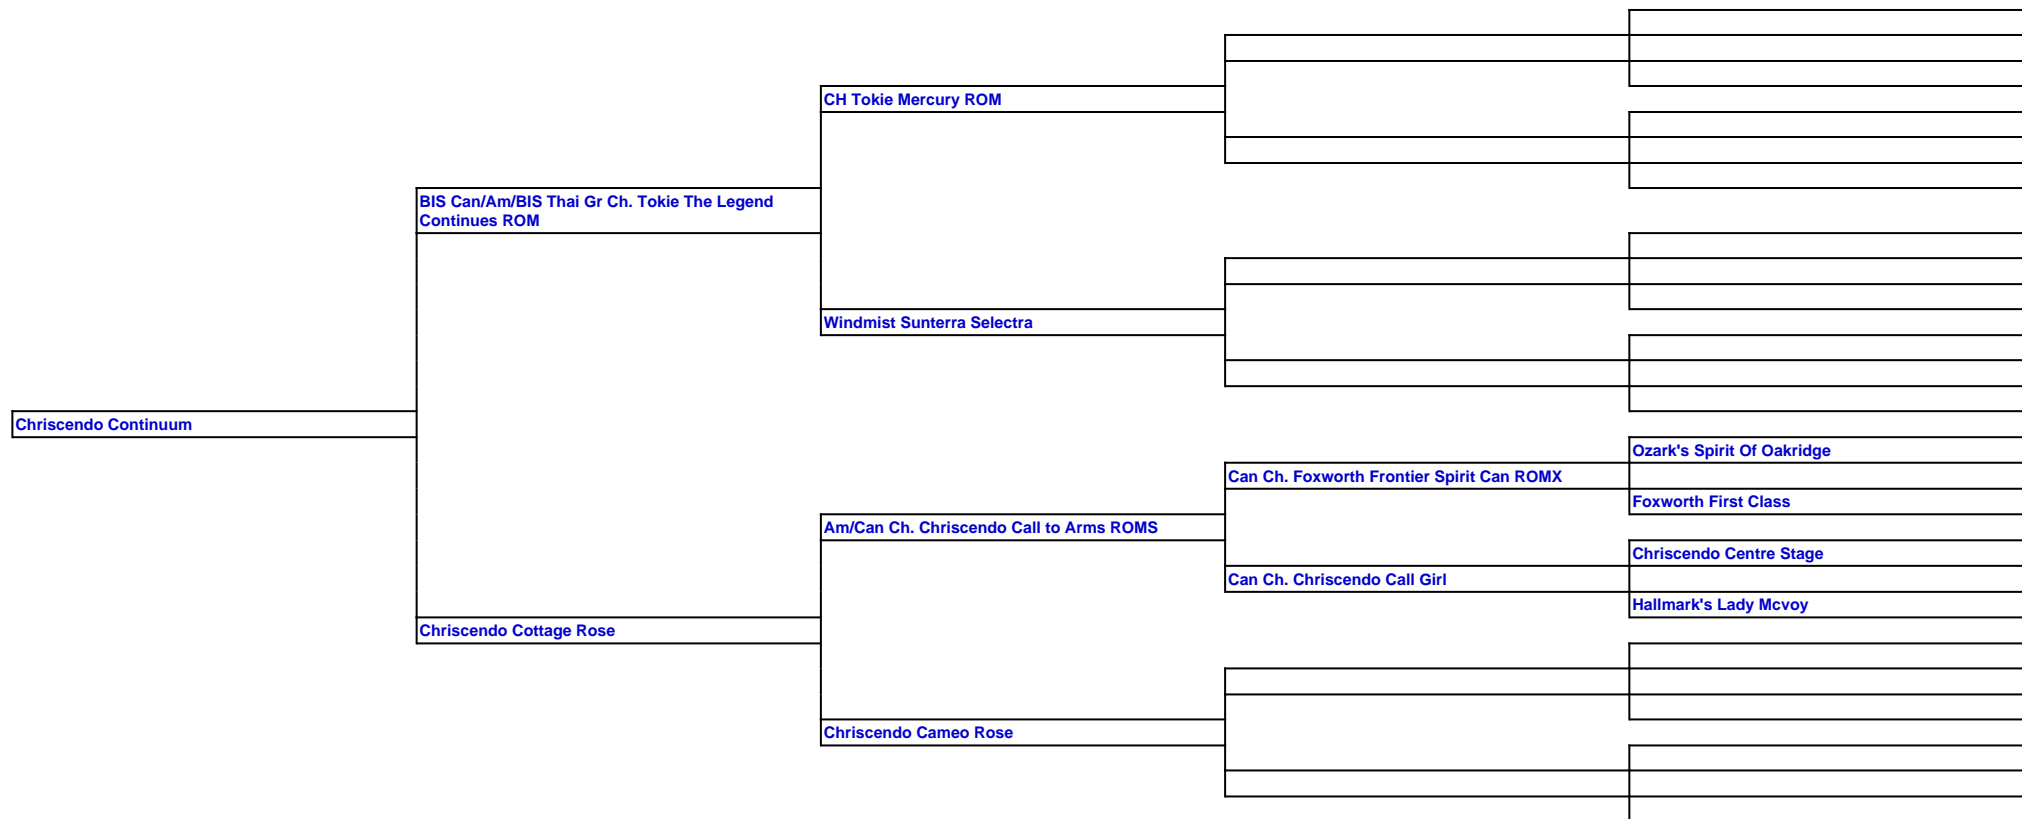 CH Tokie Mercury ROM
BIS Can/Am/BIS Thai Gr Ch. Tokie The Legend
Continues ROM
Windmist Sunterra Selectra
Chriscendo Continuum
Ozark's Spirit Of Oakridge
Can Ch. Foxworth Frontier Spirit Can ROMX
Foxworth First Class
Am/Can Ch. Chriscendo Call to Arms ROMS
Chriscendo Centre Stage
Can Ch. Chriscendo Call Girl
Hallmark's Lady Mcvoy
Chriscendo Cottage Rose
Chriscendo Cameo Rose